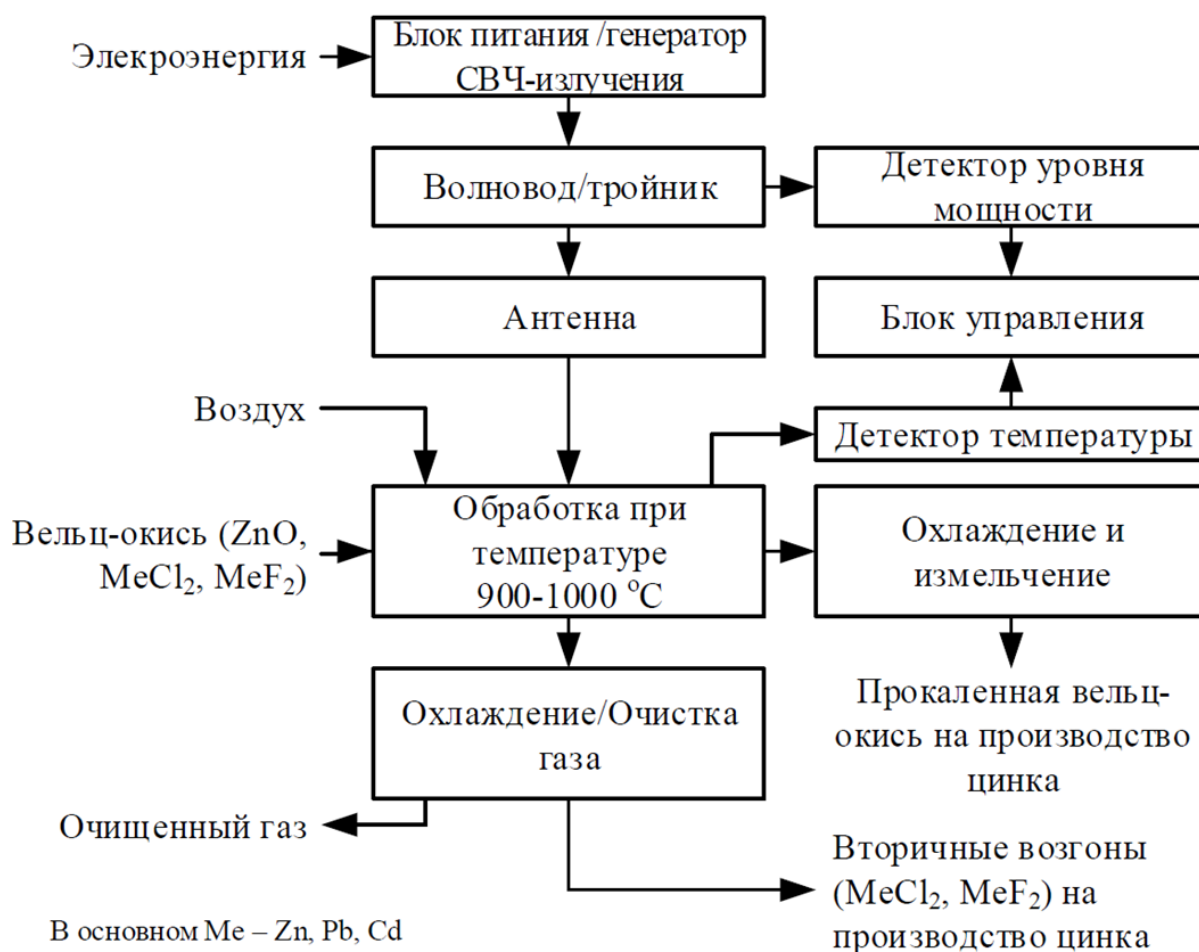 Элекроэнергия
Блок питания /генератор
СВЧ-излучения
Волновод/тройник
Детектор уровня
мощности
Антенна
Блок управления
Воздух
Детектор температуры
Вельц-окись (ZnO,
MeCl₂, MeF₂)
Обработка при
температуре
900-1000 °C
Охлаждение и
измельчение
Охлаждение/Очистка
газа
Прокаленная вельц-
окись на производство
цинка
Очищенный газ
Вторичные возгоны
(MeCl₂, MeF₂) на
производство цинка
В основном Me – Zn, Pb, Cd